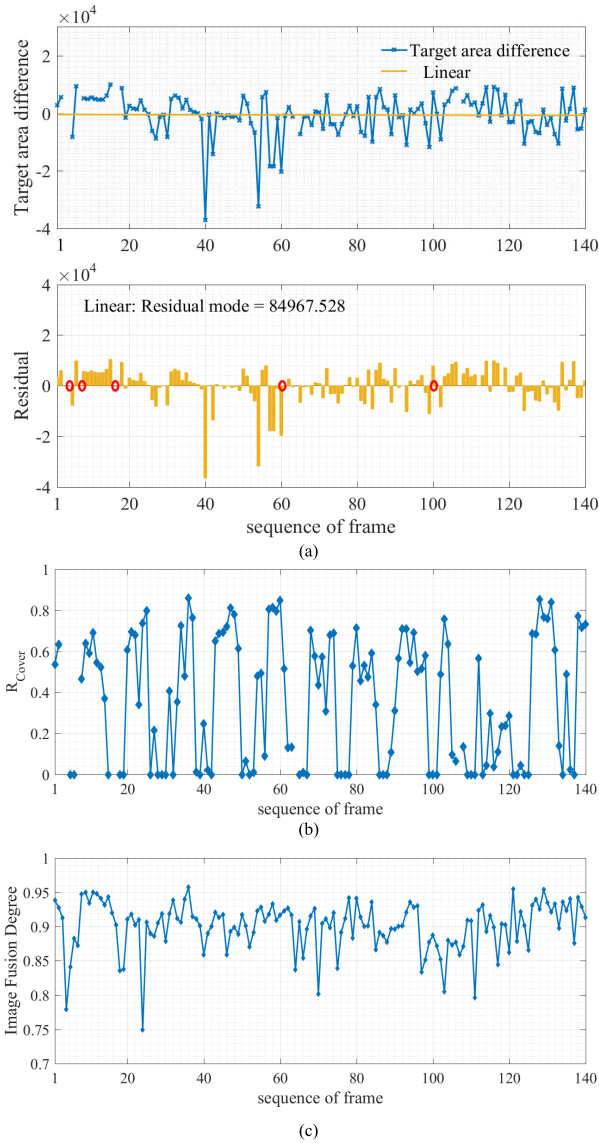 ×10⁴
Target area difference
2
0
-2
-4
Target area difference
Linear
1 20 40 60 80 100 120 140
×10⁴
Residual
4
2
0
-2
-4
Linear: Residual mode = 84967.528
1 20 40 60 80 100 120 140
sequence of frame
(a)
R_Cover
1
0.8
0.6
0.4
0.2
0
1 20 40 60 80 100 120 140
sequence of frame
(b)
Image Fusion Degree
1
0.95
0.9
0.85
0.8
0.7
1 20 40 60 80 100 120 140
sequence of frame
(c)